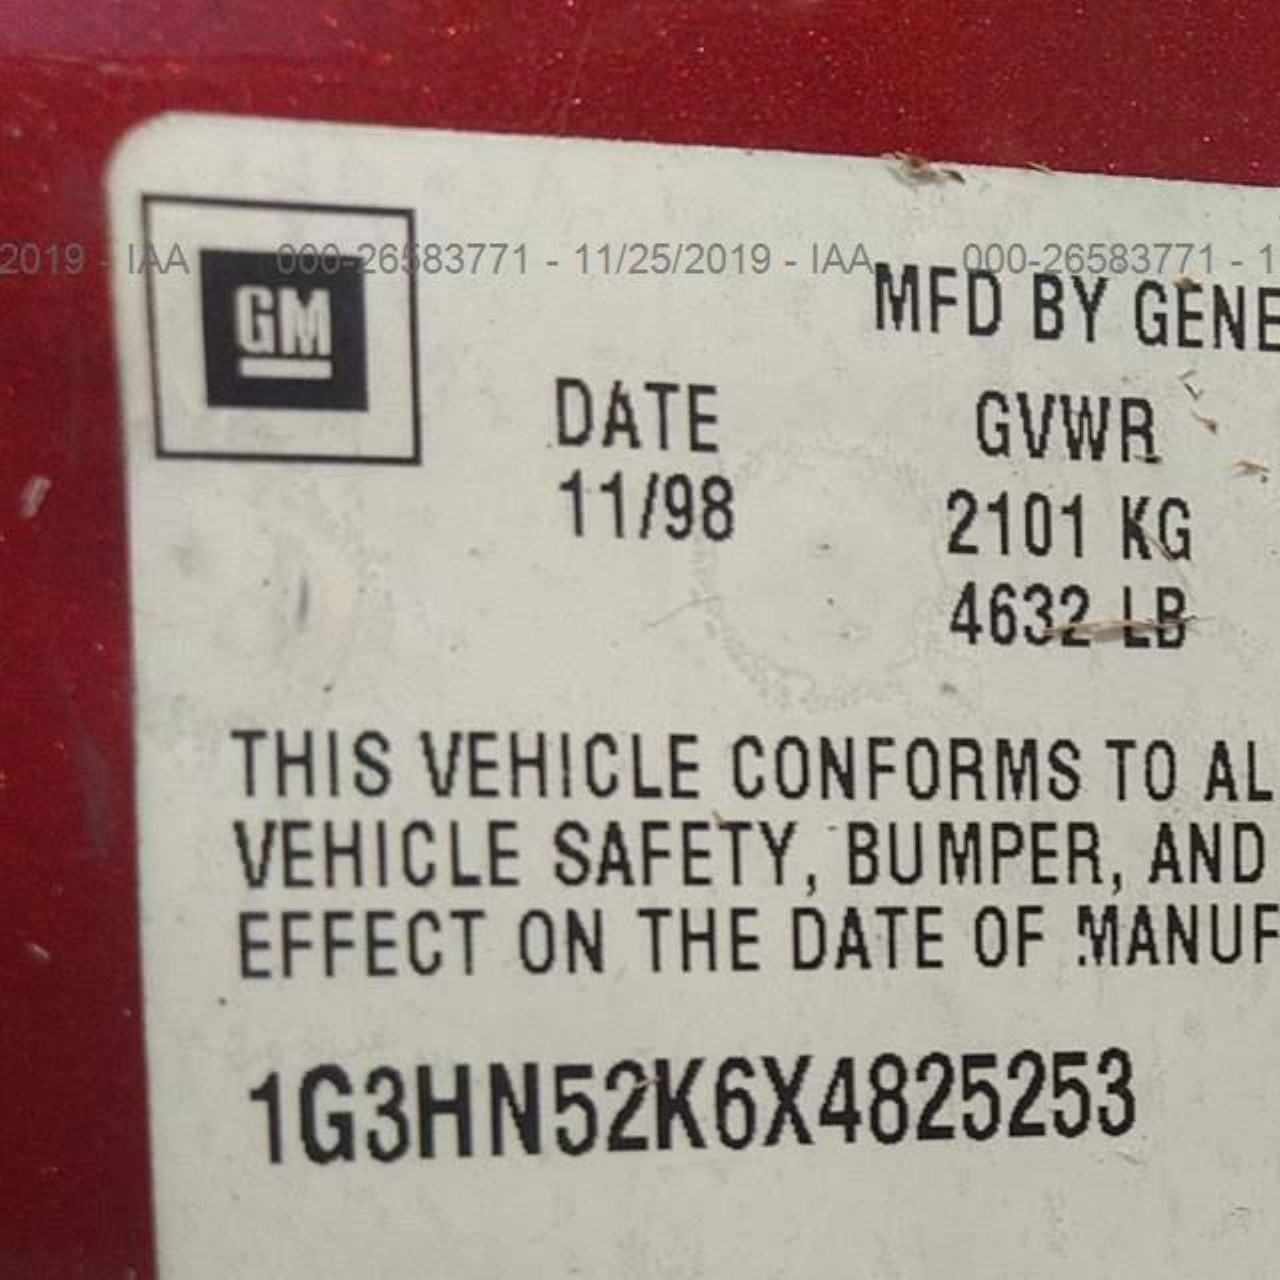 2019 - IAA 000-26583771 - 11/25/2019 - IAA 000-26583771 - 1
GM
MFD BY GENE
DATE GVWR
11/98 2101 KG
4632 LB
THIS VEHICLE CONFORMS TO AL
VEHICLE SAFETY, BUMPER, AND
EFFECT ON THE DATE OF MANUF
1G3HN52K6X4825253